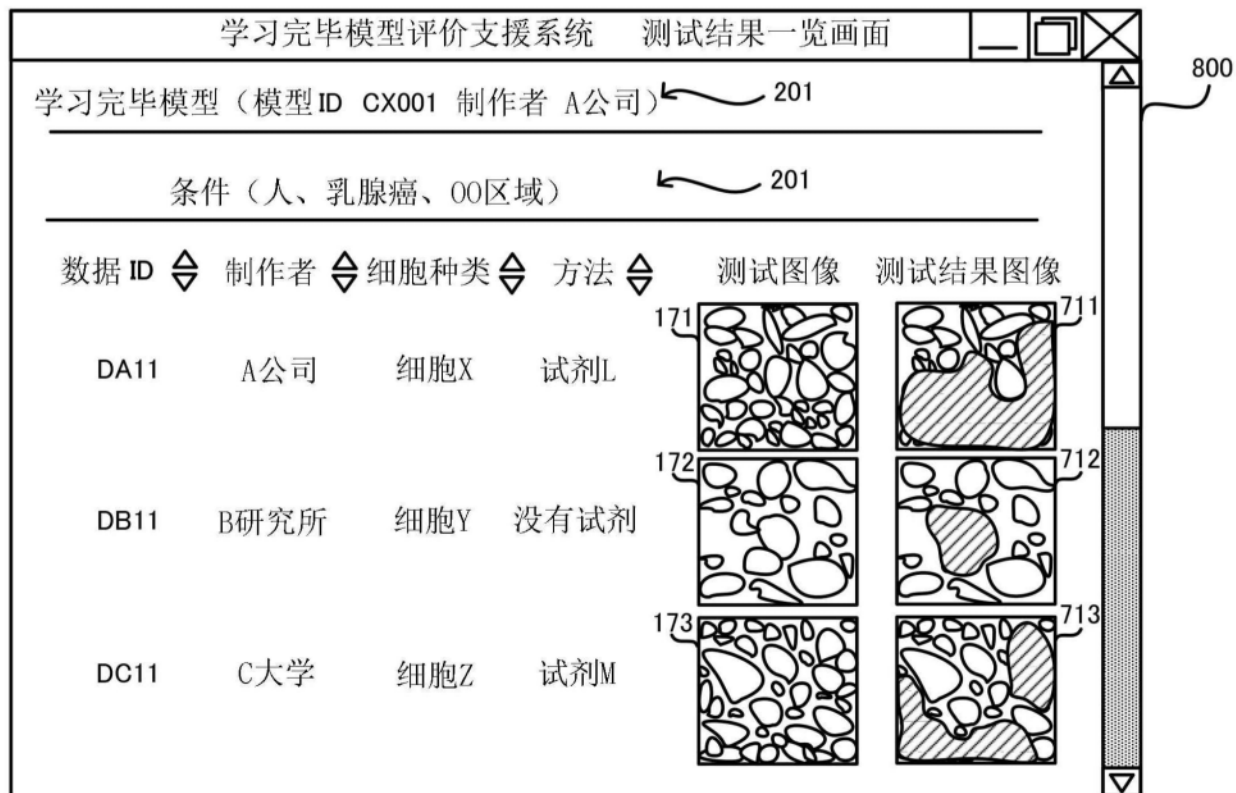 学习完毕模型评价支援系统 测试结果一览画面
800
学习完毕模型（模型ID CX001 制作者 A公司） 201
条件（人、乳腺癌、OO区域） 201
数据 ID 制作者 细胞种类 方法 测试图像 测试结果图像
171 711
DA11 A公司 细胞X 试剂L
172 712
DB11 B研究所 细胞Y 没有试剂
173 713
DC11 C大学 细胞Z 试剂M